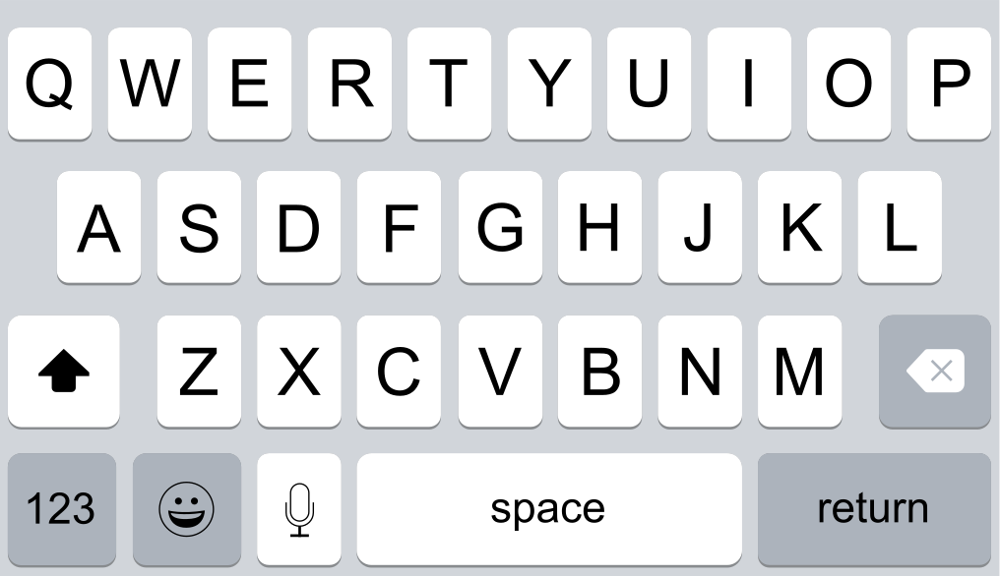 Q W E R T Y U I O P
A S D F G H J K L
Z X C V B N M
123 space return